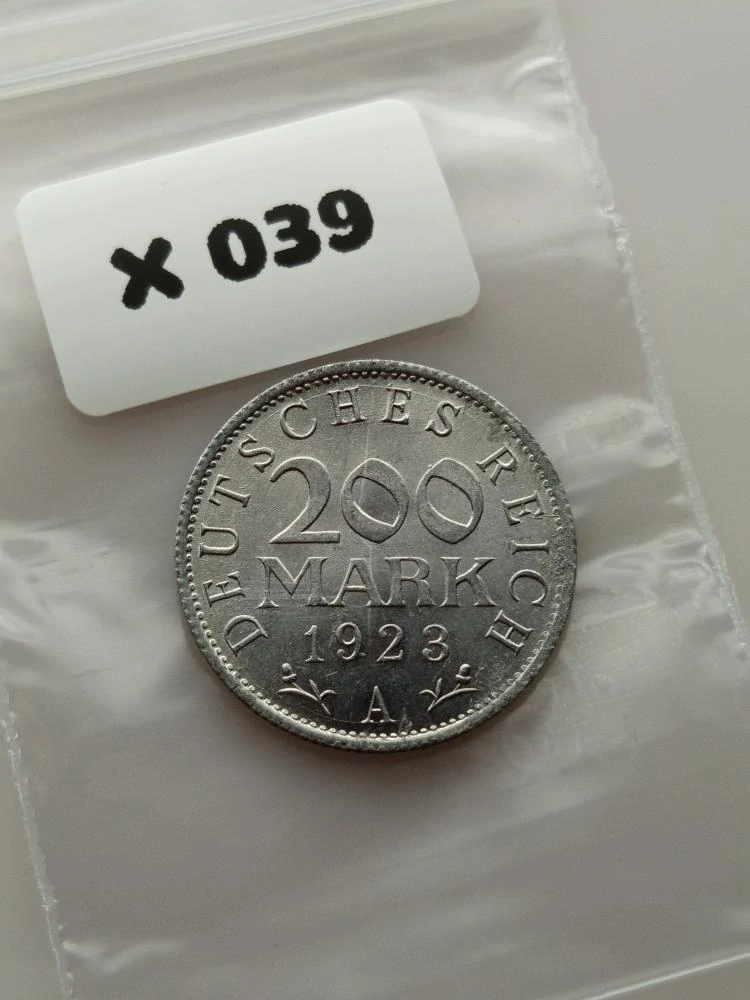 X 039
DEUTSCHES REICH
200
MARK
1923
A